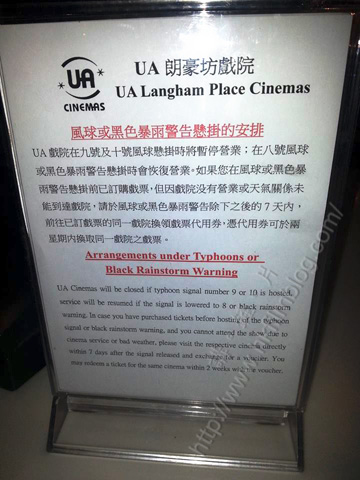 UA
CINEMAS
UA 朗豪坊戲院
UA Langham Place Cinemas
風球或黑色暴雨警告懸掛的安排
UA 戲院在九號及十號風球懸掛時將暫停營業；在八號風球
或黑色暴雨警告懸掛時會恢復營業。如果您在風球或黑色暴
雨警告懸掛前已訂購戲票，但因戲院没有營業或天氣關係未
能到達戲院，請於風球或黑色暴雨警告除下之後的7天內，
前往已訂戲票的同一戲院換領戲票代用券，憑代用券可於兩
星期內換取同一戲院之戲票。
Arrangements under Typhoons or
Black Rainstorm Warning
UA Cinemas will be closed if typhoon signal number 9 or 10 is hosted,
service will be resumed if the signal is lowered to 8 or black rainstorm
warning. In case you have purchased tickets before hosting of the typhoon
signal or black rainstorm warning, and you cannot attend the show due to
cinema service or bad weather, please visit the respective cinema directly
within 7 days after the signal released and exchange for a voucher. You
may redeem a ticket for the same cinema within 2 weeks with the voucher.